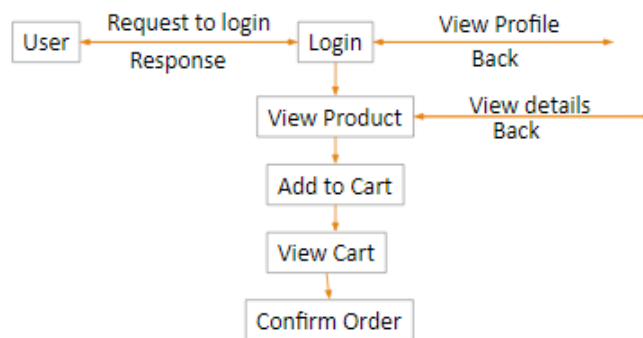 Request to login
User
Login
Response
View Profile
Back
View Product
View details
Back
Add to Cart
View Cart
Confirm Order